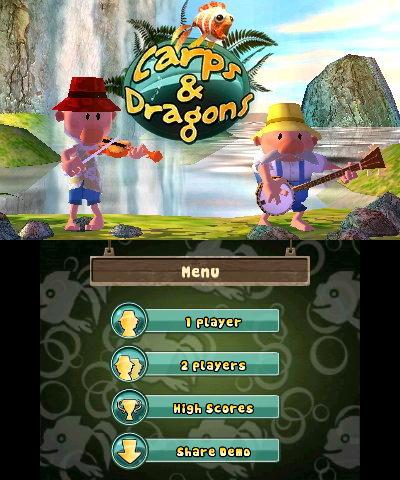 Carps
&
Dragons
Menu
1 player
2 players
High Scores
Share Demo